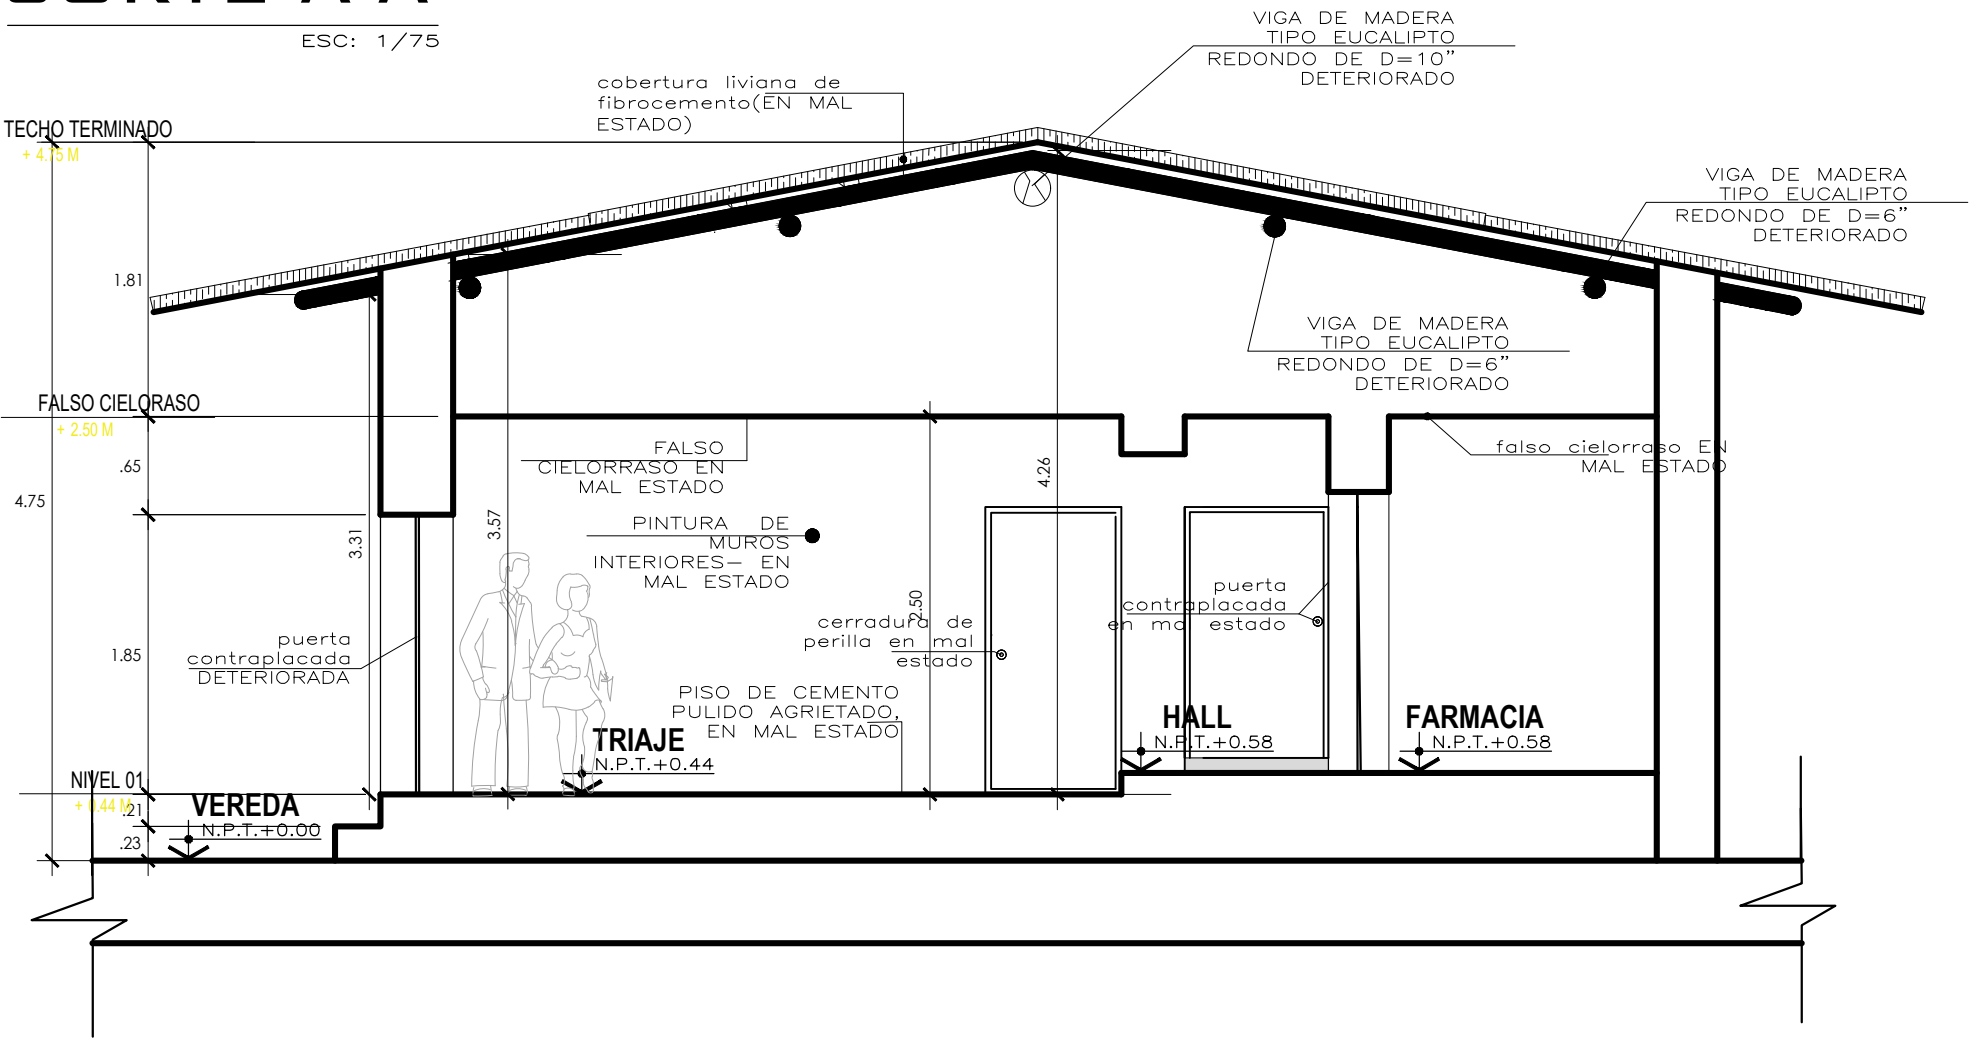 CORTE A-A
ESC: 1/75
VIGA DE MADERA
TIPO EUCALIPTO
REDONDO DE D=10"
DETERIORADO
cobertura liviana de
fibrocemento(EN MAL
ESTADO)
TECHO TERMINADO
+ 4.75 M
VIGA DE MADERA
TIPO EUCALIPTO
REDONDO DE D=6"
DETERIORADO
1.81
VIGA DE MADERA
TIPO EUCALIPTO
REDONDO DE D=6"
DETERIORADO
FALSO CIELORASO
+ 2.50 M
.65
4.75
3.31
3.57
FALSO
CIELORRASO EN
MAL ESTADO
4.26
falso cielorraso EN
MAL ESTADO
PINTURA DE
MUROS
INTERIORES- EN
MAL ESTADO
2.50
cerradura de
perilla en mal
estado
puerta
contraplacada
en mal estado
puerta
contraplacada
DETERIORADA
1.85
PISO DE CEMENTO
PULIDO AGRIETADO,
EN MAL ESTADO
TRIAJE
N.P.T.+0.44
HALL
N.P.T.+0.58
FARMACIA
N.P.T.+0.58
NIVEL 01
+ 0.44 M
.21
VEREDA
N.P.T.+0.00
.23